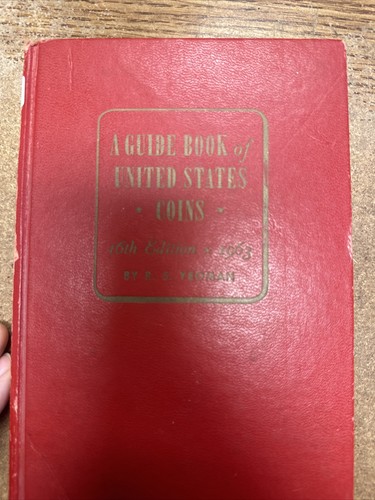 A GUIDE BOOK of
UNITED STATES
• COINS •
16th Edition • 1963
BY R. S. YEOMAN